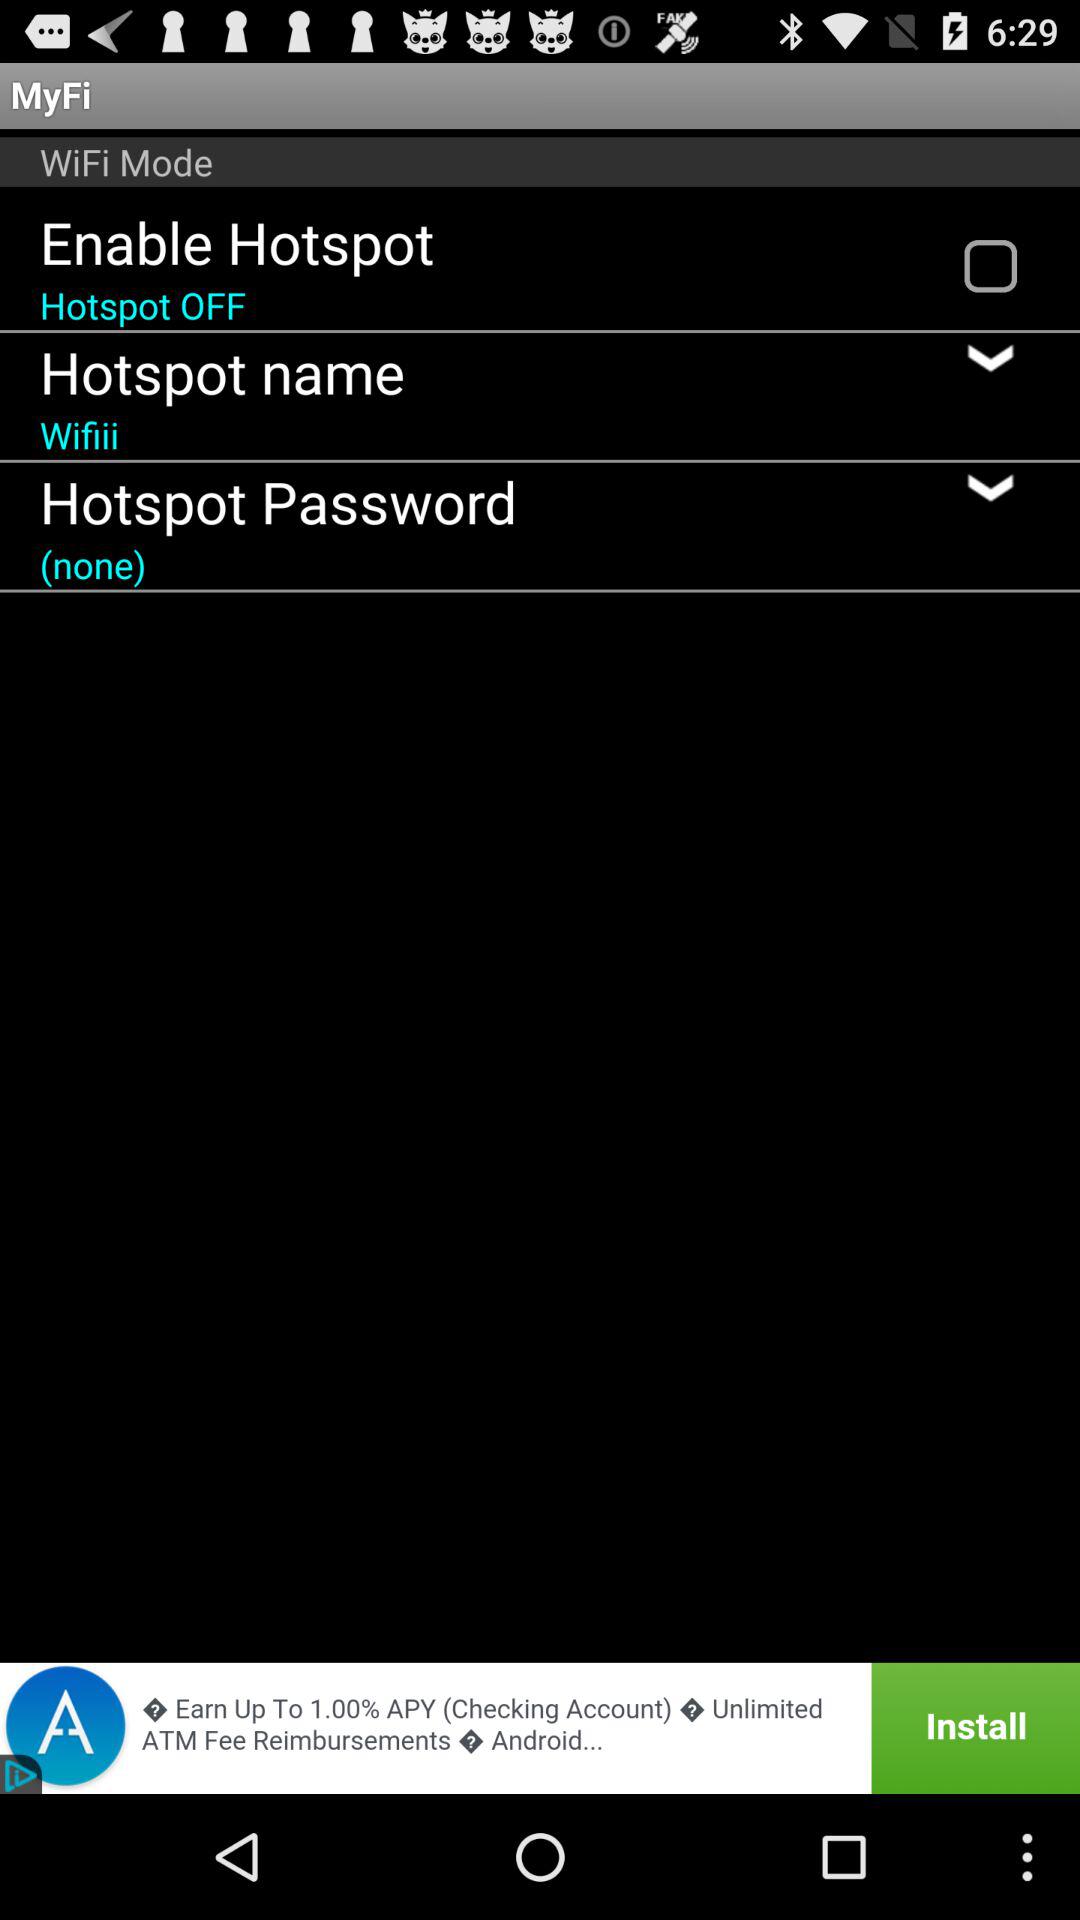 FAKE
6:29
MyFi
WiFi Mode
Enable Hotspot
Hotspot OFF
Hotspot name
Wifiii
Hotspot Password
(none)
� Earn Up To 1.00% APY (Checking Account) � Unlimited
ATM Fee Reimbursements � Android...
Install